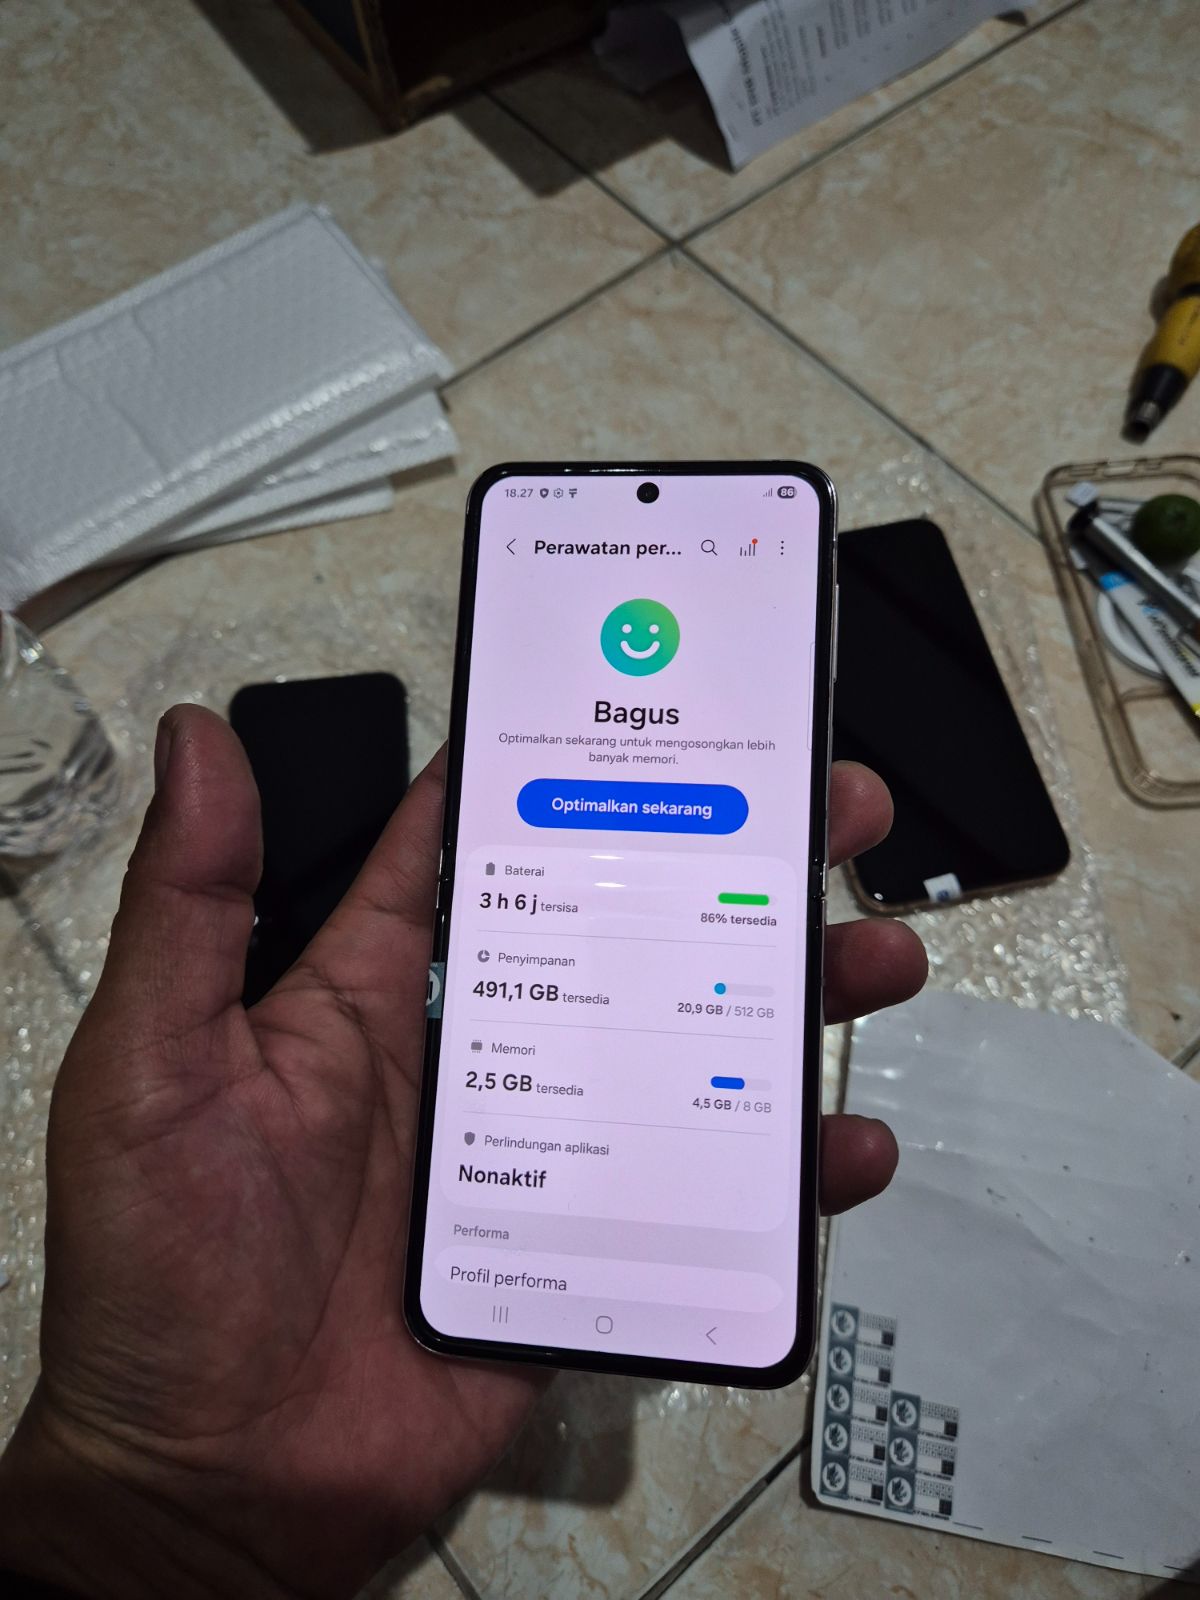 18.27
86
Perawatan per...
Bagus
Optimalkan sekarang untuk mengosongkan lebih
banyak memori.
Optimalkan sekarang
Baterai
3 h 6 j tersisa
86% tersedia
Penyimpanan
491,1 GB tersedia
20,9 GB / 512 GB
Memori
2,5 GB tersedia
4,5 GB / 8 GB
Perlindungan aplikasi
Nonaktif
Performa
Profil performa